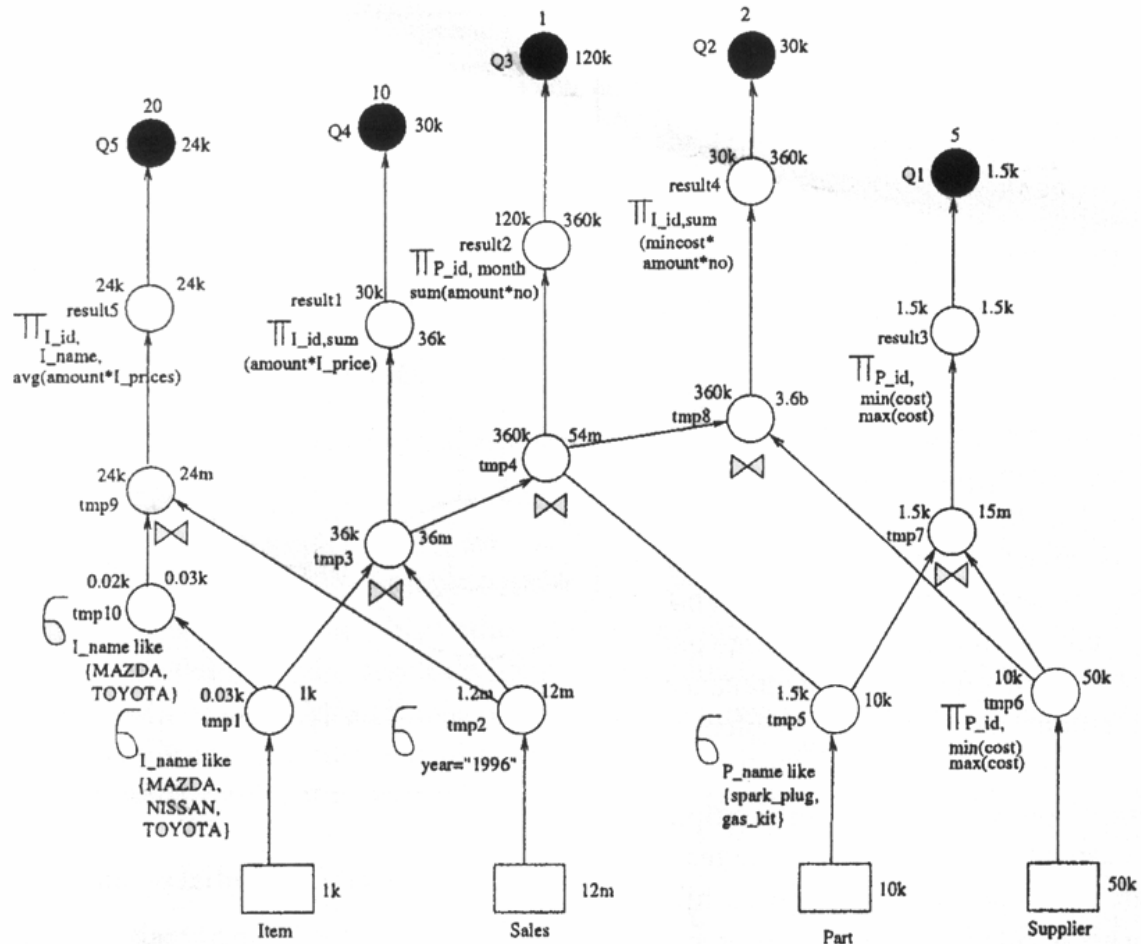 1
2
Q3
120k
Q2
30k
20
10
Q5
24k
Q4
30k
5
Q1
1.5k
30k
360k
result4
∏I_id,sum
(mincost*
amount*no)
120k
360k
result2
∏P_id, month
sum(amount*no)
24k
24k
result5
∏I_id,
I_name,
avg(amount*I_prices)
result1
30k
36k
∏I_id,sum
(amount*I_price)
1.5k
1.5k
result3
∏P_id,
min(cost)
max(cost)
360k
3.6b
tmp8
360k
54m
tmp4
24k
24m
tmp9
36k
36m
tmp3
1.5k
15m
tmp7
0.02k
0.03k
tmp10
σ
I_name like
{MAZDA,
TOYOTA}
0.03k
1k
tmp1
σ
I_name like
{MAZDA,
NISSAN,
TOYOTA}
1.2m
12m
tmp2
σ
year="1996"
1.5k
10k
tmp5
σ
P_name like
{spark_plug,
gas_kit}
10k
50k
tmp6
∏P_id,
min(cost)
max(cost)
1k
12m
10k
50k
Item
Sales
Part
Supplier